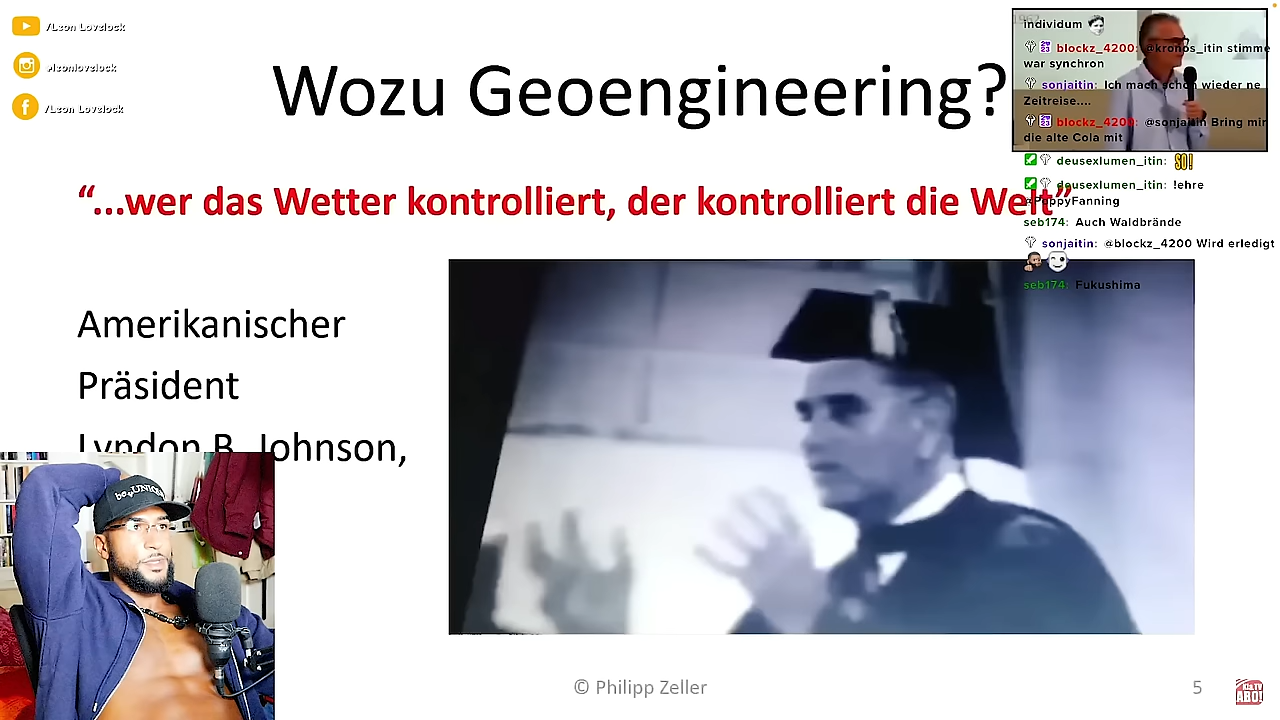 /Leon Lovelock
/leonlovelock
/Leon Lovelock
Wozu Geoengineering?
“...wer das Wetter kontrolliert, der kontrolliert die Welt”
Amerikanischer
Präsident
Lyndon B. Johnson,
individum
blockz_4200: @kronos_itin stimme
war synchron
sonjaitin: Ich mach schon wieder ne
Zeitreise....
blockz_4200: @sonjaitin Bring mir
die alte Cola mit
deusexlumen_itin: SO!
deusexlumen_itin: !ehre
@PuppyFanning
seb174: Auch Waldbrände
sonjaitin: @blockz_4200 Wird erledigt
seb174: Fukushima
be UNIQUE
© Philipp Zeller
5
ABO!